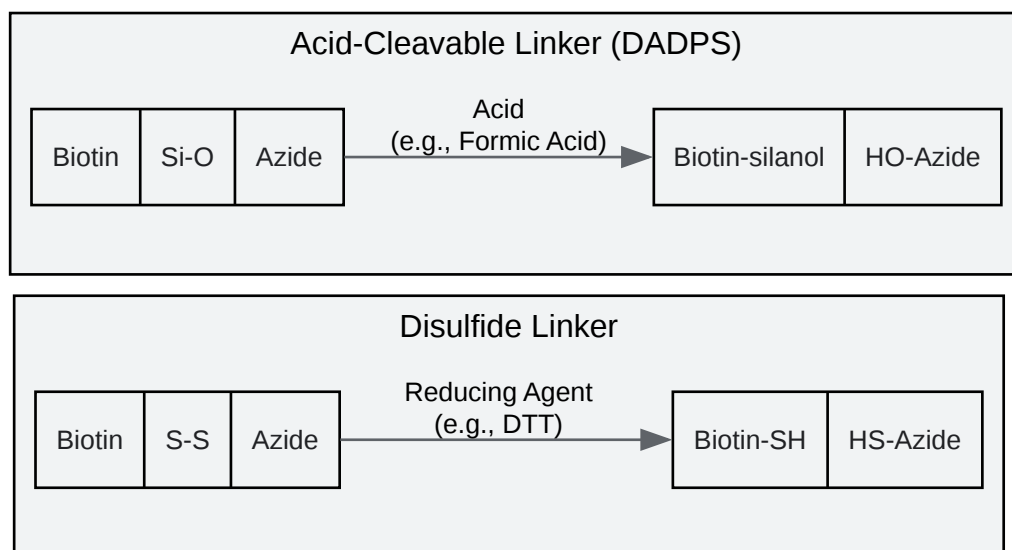 Acid-Cleavable Linker (DADPS)
Acid
(e.g., Formic Acid)
Biotin
Si-O
Azide
Biotin-silanol
HO-Azide
Disulfide Linker
Reducing Agent
(e.g., DTT)
Biotin
S-S
Azide
Biotin-SH
HS-Azide